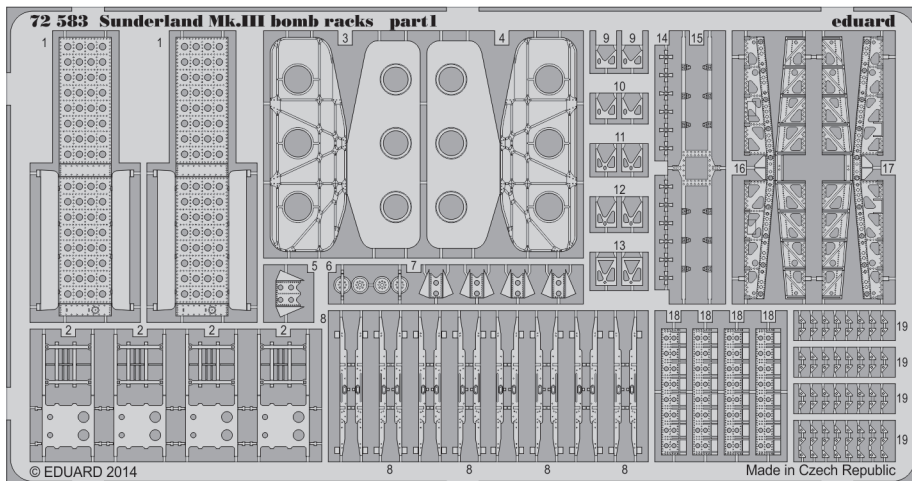 72 583 Sunderland Mk.III bomb racks part1 eduard
1 1 3 4 9 9 14 15
10
11
16 17
12
13
5 6 7
2 2 2 2 8 18 18 18 18
19
19
19
19
8 8 8 8
© EDUARD 2014 Made in Czech Republic